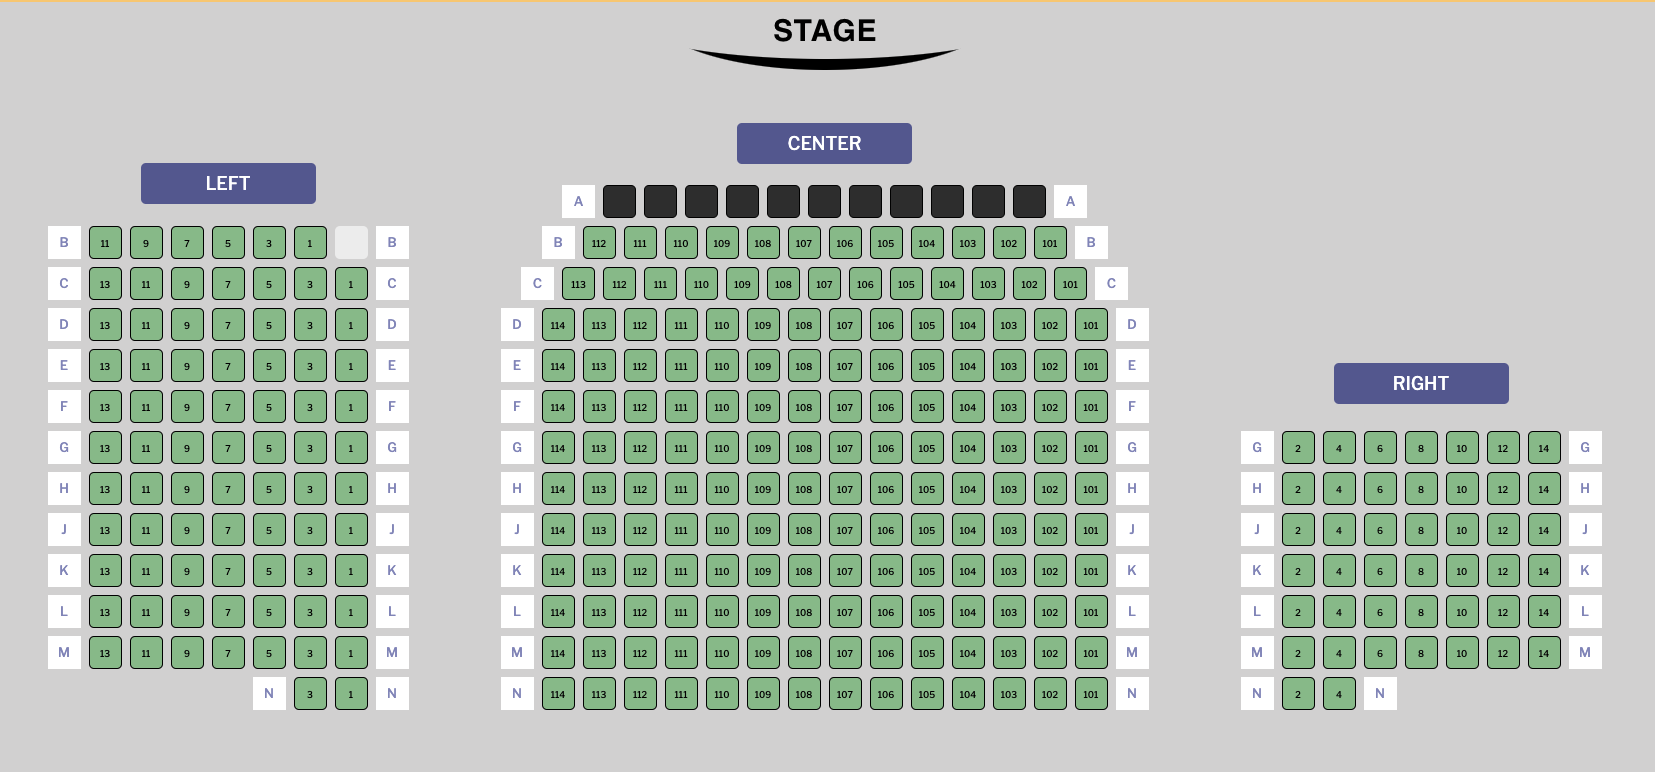 STAGE
CENTER
LEFT
A A
B 11 9 7 5 3 1 B B 112 111 110 109 108 107 106 105 104 103 102 101 B
C 13 11 9 7 5 3 1 C C 113 112 111 110 109 108 107 106 105 104 103 102 101 C
D 13 11 9 7 5 3 1 D D 114 113 112 111 110 109 108 107 106 105 104 103 102 101 D
E 13 11 9 7 5 3 1 E E 114 113 112 111 110 109 108 107 106 105 104 103 102 101 E
RIGHT
F 13 11 9 7 5 3 1 F F 114 113 112 111 110 109 108 107 106 105 104 103 102 101 F
G 13 11 9 7 5 3 1 G G 114 113 112 111 110 109 108 107 106 105 104 103 102 101 G G 2 4 6 8 10 12 14 G
H 13 11 9 7 5 3 1 H H 114 113 112 111 110 109 108 107 106 105 104 103 102 101 H H 2 4 6 8 10 12 14 H
J 13 11 9 7 5 3 1 J J 114 113 112 111 110 109 108 107 106 105 104 103 102 101 J J 2 4 6 8 10 12 14 J
K 13 11 9 7 5 3 1 K K 114 113 112 111 110 109 108 107 106 105 104 103 102 101 K K 2 4 6 8 10 12 14 K
L 13 11 9 7 5 3 1 L L 114 113 112 111 110 109 108 107 106 105 104 103 102 101 L L 2 4 6 8 10 12 14 L
M 13 11 9 7 5 3 1 M M 114 113 112 111 110 109 108 107 106 105 104 103 102 101 M M 2 4 6 8 10 12 14 M
N 3 1 N N 114 113 112 111 110 109 108 107 106 105 104 103 102 101 N N 2 4 N